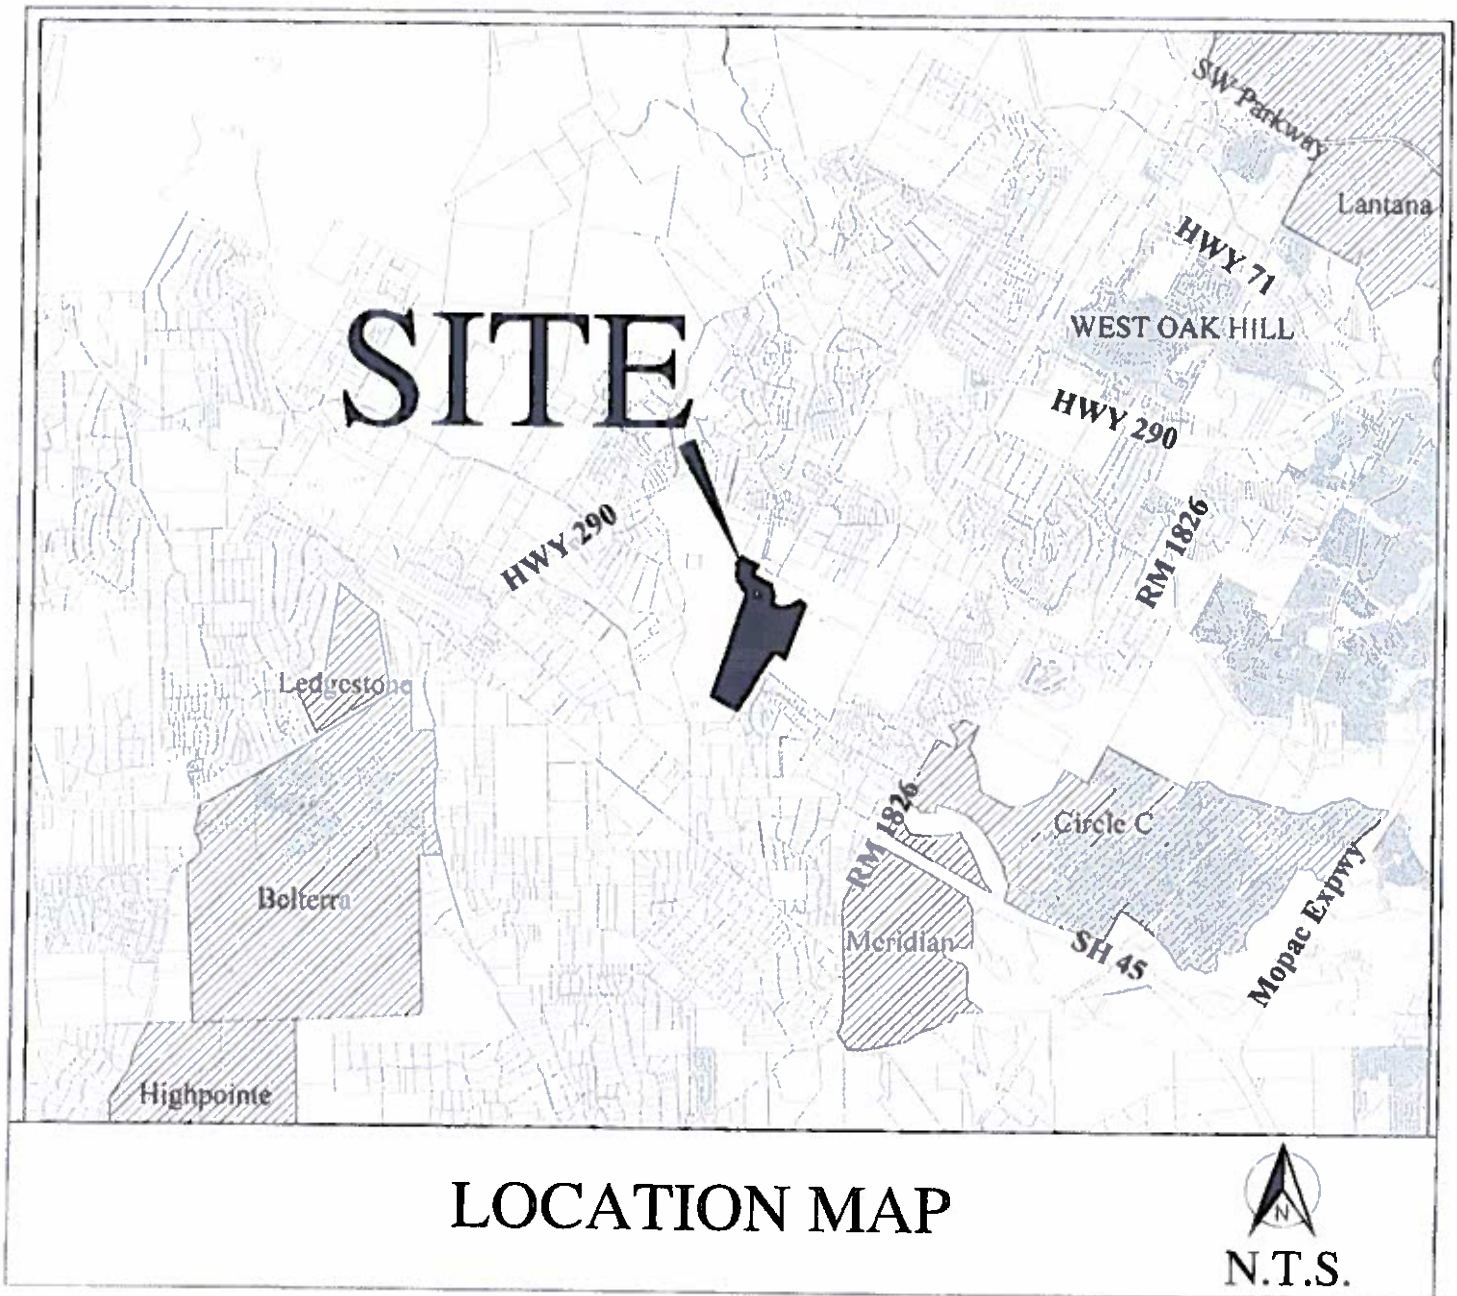 SW Parkway
Lantana
HWY 71
WEST OAK HILL
SITE
HWY 290
HWY 290
RM 1826
Ledgestone
RM 1826
Circle C
Bolterra
Meridian
SH 45
Mopac Expwy
Highpointe
LOCATION MAP
N
N.T.S.